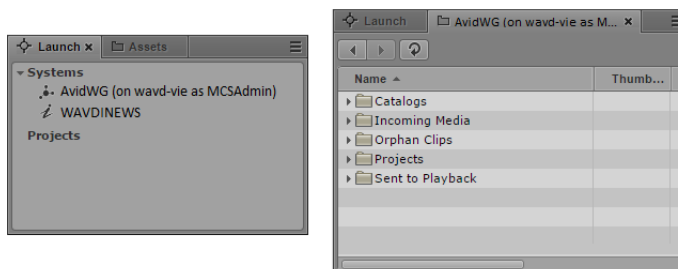 Launch x Assets
Systems
AvidWG (on wavd-vie as MCSAdmin)
WAVDINEWS
Projects
Launch AvidWG (on wavd-vie as M... x
Name Thumb...
Catalogs
Incoming Media
Orphan Clips
Projects
Sent to Playback